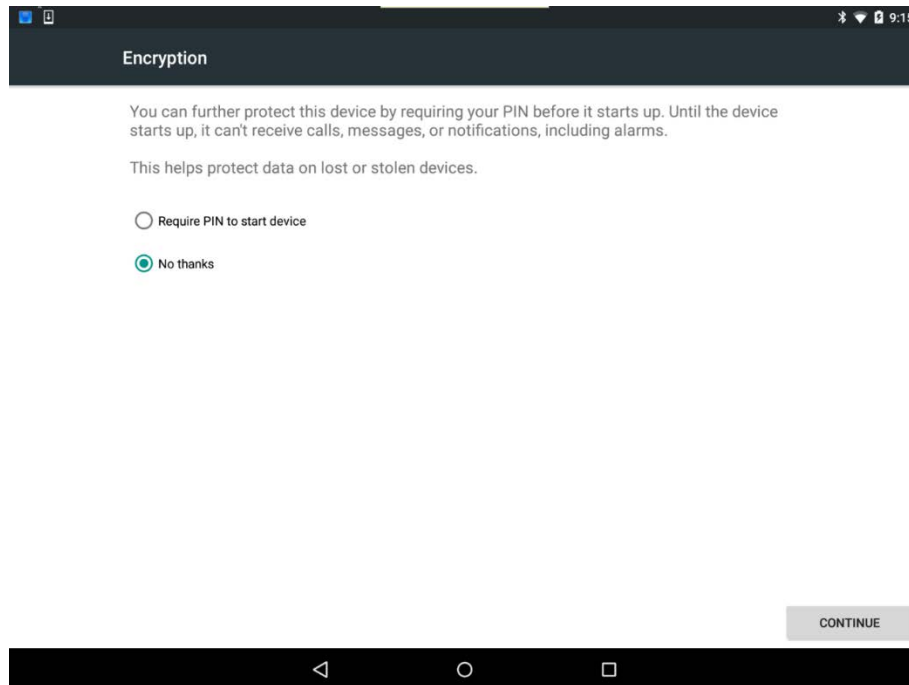 9:15
Encryption
You can further protect this device by requiring your PIN before it starts up. Until the device
starts up, it can't receive calls, messages, or notifications, including alarms.
This helps protect data on lost or stolen devices.
Require PIN to start device
No thanks
CONTINUE